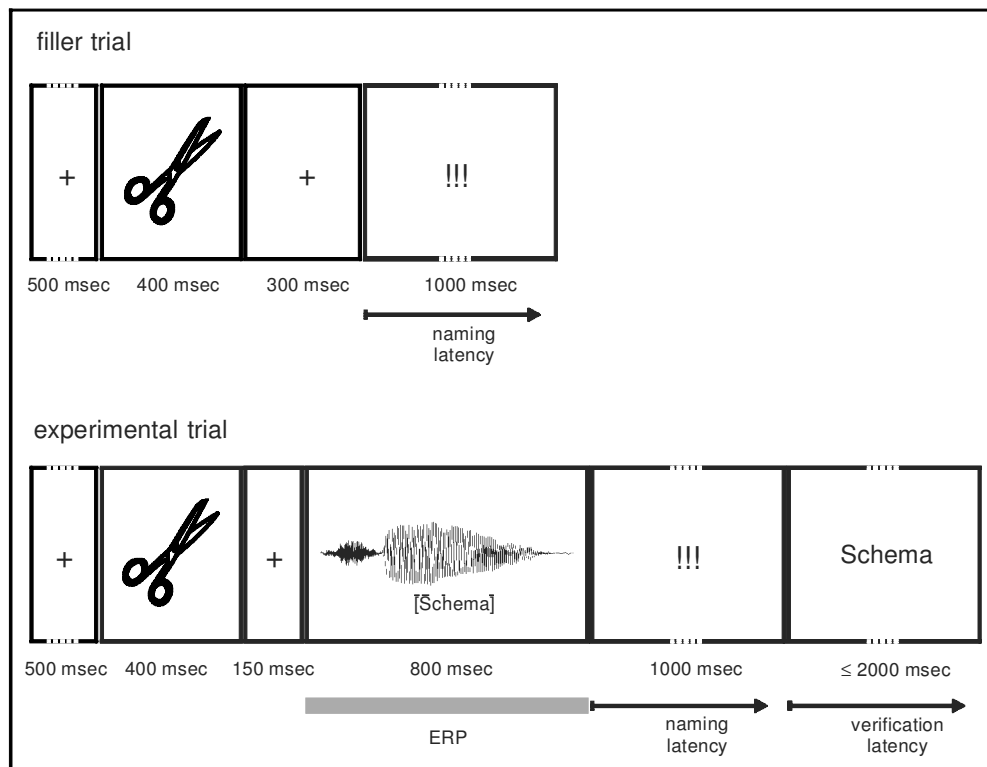 filler trial
+ + !!!
500 msec 400 msec 300 msec 1000 msec
naming
latency
experimental trial
+ + !!! Schema
[Schema]
500 msec 400 msec 150 msec 800 msec 1000 msec ≤ 2000 msec
ERP naming verification
latency latency